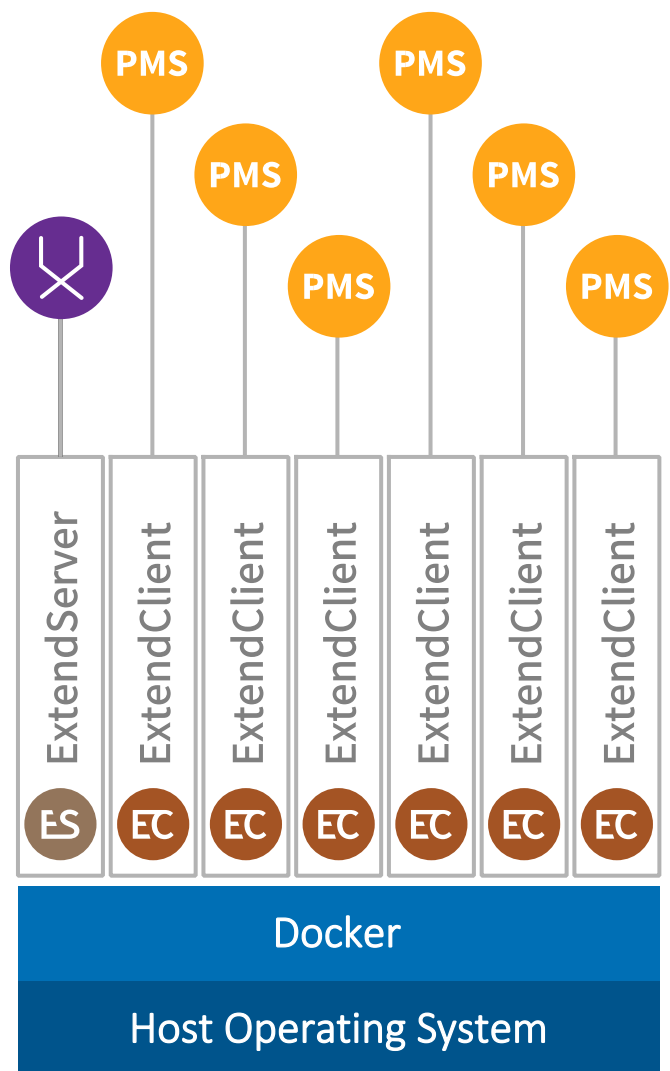 PMS
PMS
PMS
PMS
PMS
PMS
ExtendServer
ExtendClient
ExtendClient
ExtendClient
ExtendClient
ExtendClient
ExtendClient
ES
EC
EC
EC
EC
EC
EC
Docker
Host Operating System